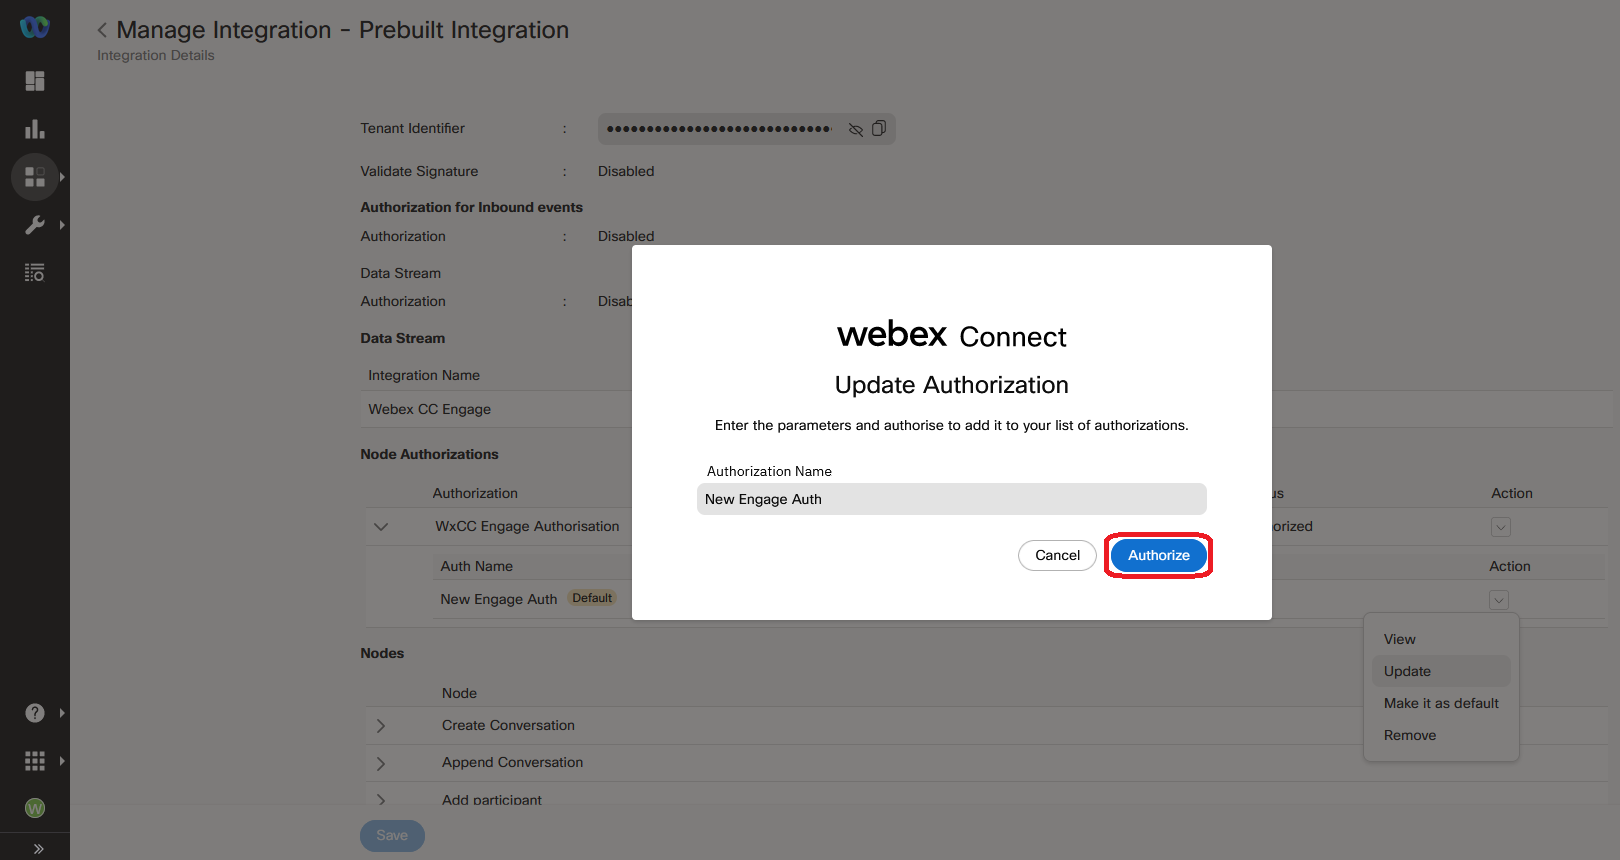 Manage Integration - Prebuilt Integration
Integration Details
Tenant Identifier :
Validate Signature : Disabled
Authorization for Inbound events
Authorization : Disabled
Data Stream
Authorization : Disab
Data Stream
Integration Name
Webex CC Engage
Node Authorizations
Authorization us Action
WxCC Engage Authorisation orized
Auth Name Action
New Engage Auth Default
webex Connect
Update Authorization
Enter the parameters and authorise to add it to your list of authorizations.
Authorization Name
New Engage Auth
Cancel Authorize
View
Update
Make it as default
Remove
Nodes
Node
Create Conversation
Append Conversation
Add participant
Save
W